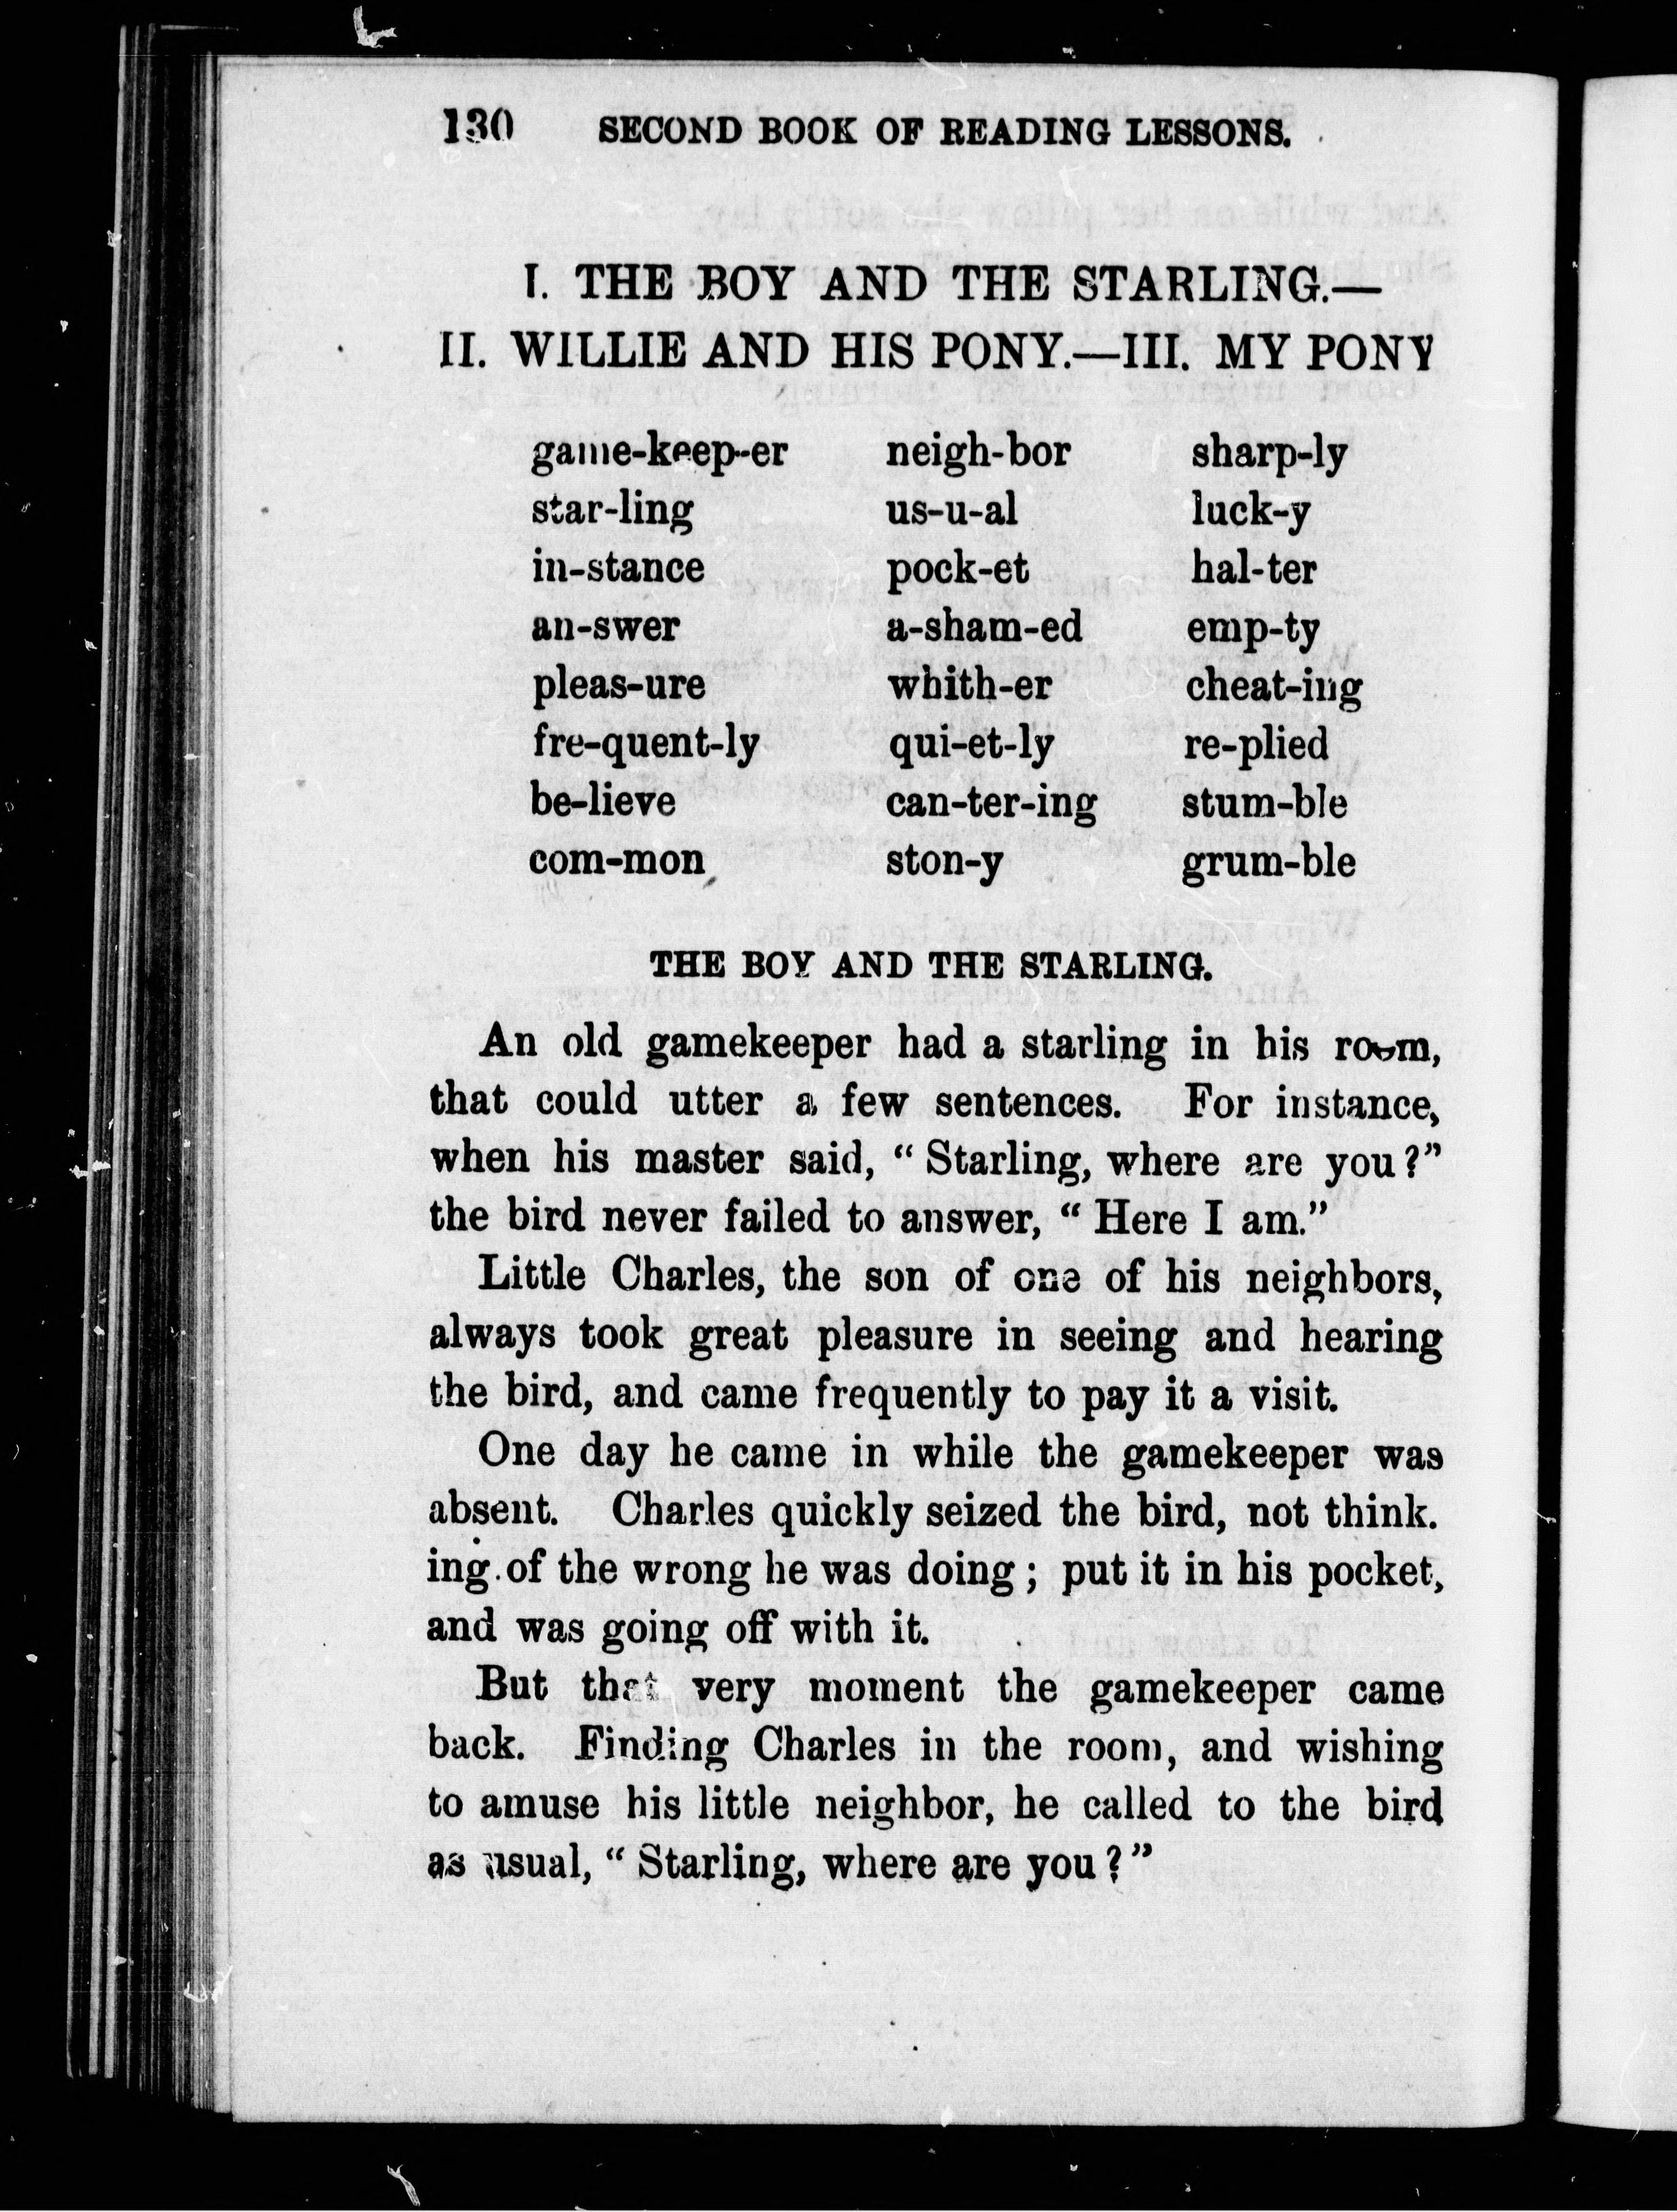 130 SECOND BOOK OF READING LESSONS.
I. THE BOY AND THE STARLING.—
II. WILLIE AND HIS PONY.—III. MY PONY
game-keep-er neigh-bor sharp-ly
star-ling us-u-al luck-y
in-stance pock-et hal-ter
an-swer a-sham-ed emp-ty
pleas-ure whith-er cheat-ing
fre-quent-ly qui-et-ly re-plied
be-lieve can-ter-ing stum-ble
com-mon ston-y grum-ble
THE BOY AND THE STARLING.
An old gamekeeper had a starling in his room,
that could utter a few sentences. For instance,
when his master said, "Starling, where are you?"
the bird never failed to answer, "Here I am."
Little Charles, the son of one of his neighbors,
always took great pleasure in seeing and hearing
the bird, and came frequently to pay it a visit.
One day he came in while the gamekeeper was
absent. Charles quickly seized the bird, not think.
ing of the wrong he was doing; put it in his pocket,
and was going off with it.
But that very moment the gamekeeper came
back. Finding Charles in the room, and wishing
to amuse his little neighbor, he called to the bird
as usual, "Starling, where are you?"